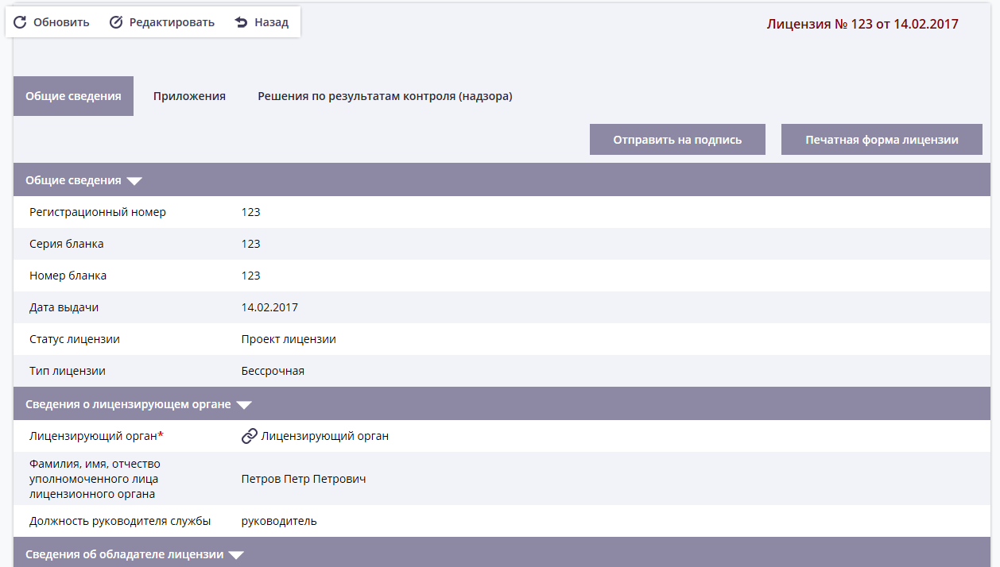 Обновить Редактировать Назад
Лицензия № 123 от 14.02.2017
Общие сведения Приложения Решения по результатам контроля (надзора)
Отправить на подпись Печатная форма лицензии
Общие сведения
Регистрационный номер 123
Серия бланка 123
Номер бланка 123
Дата выдачи 14.02.2017
Статус лицензии Проект лицензии
Тип лицензии Бессрочная
Сведения о лицензирующем органе
Лицензирующий орган* Лицензирующий орган
Фамилия, имя, отчество
уполномоченного лица
лицензионного органа
Петров Петр Петрович
Должность руководителя службы руководитель
Сведения об обладателе лицензии